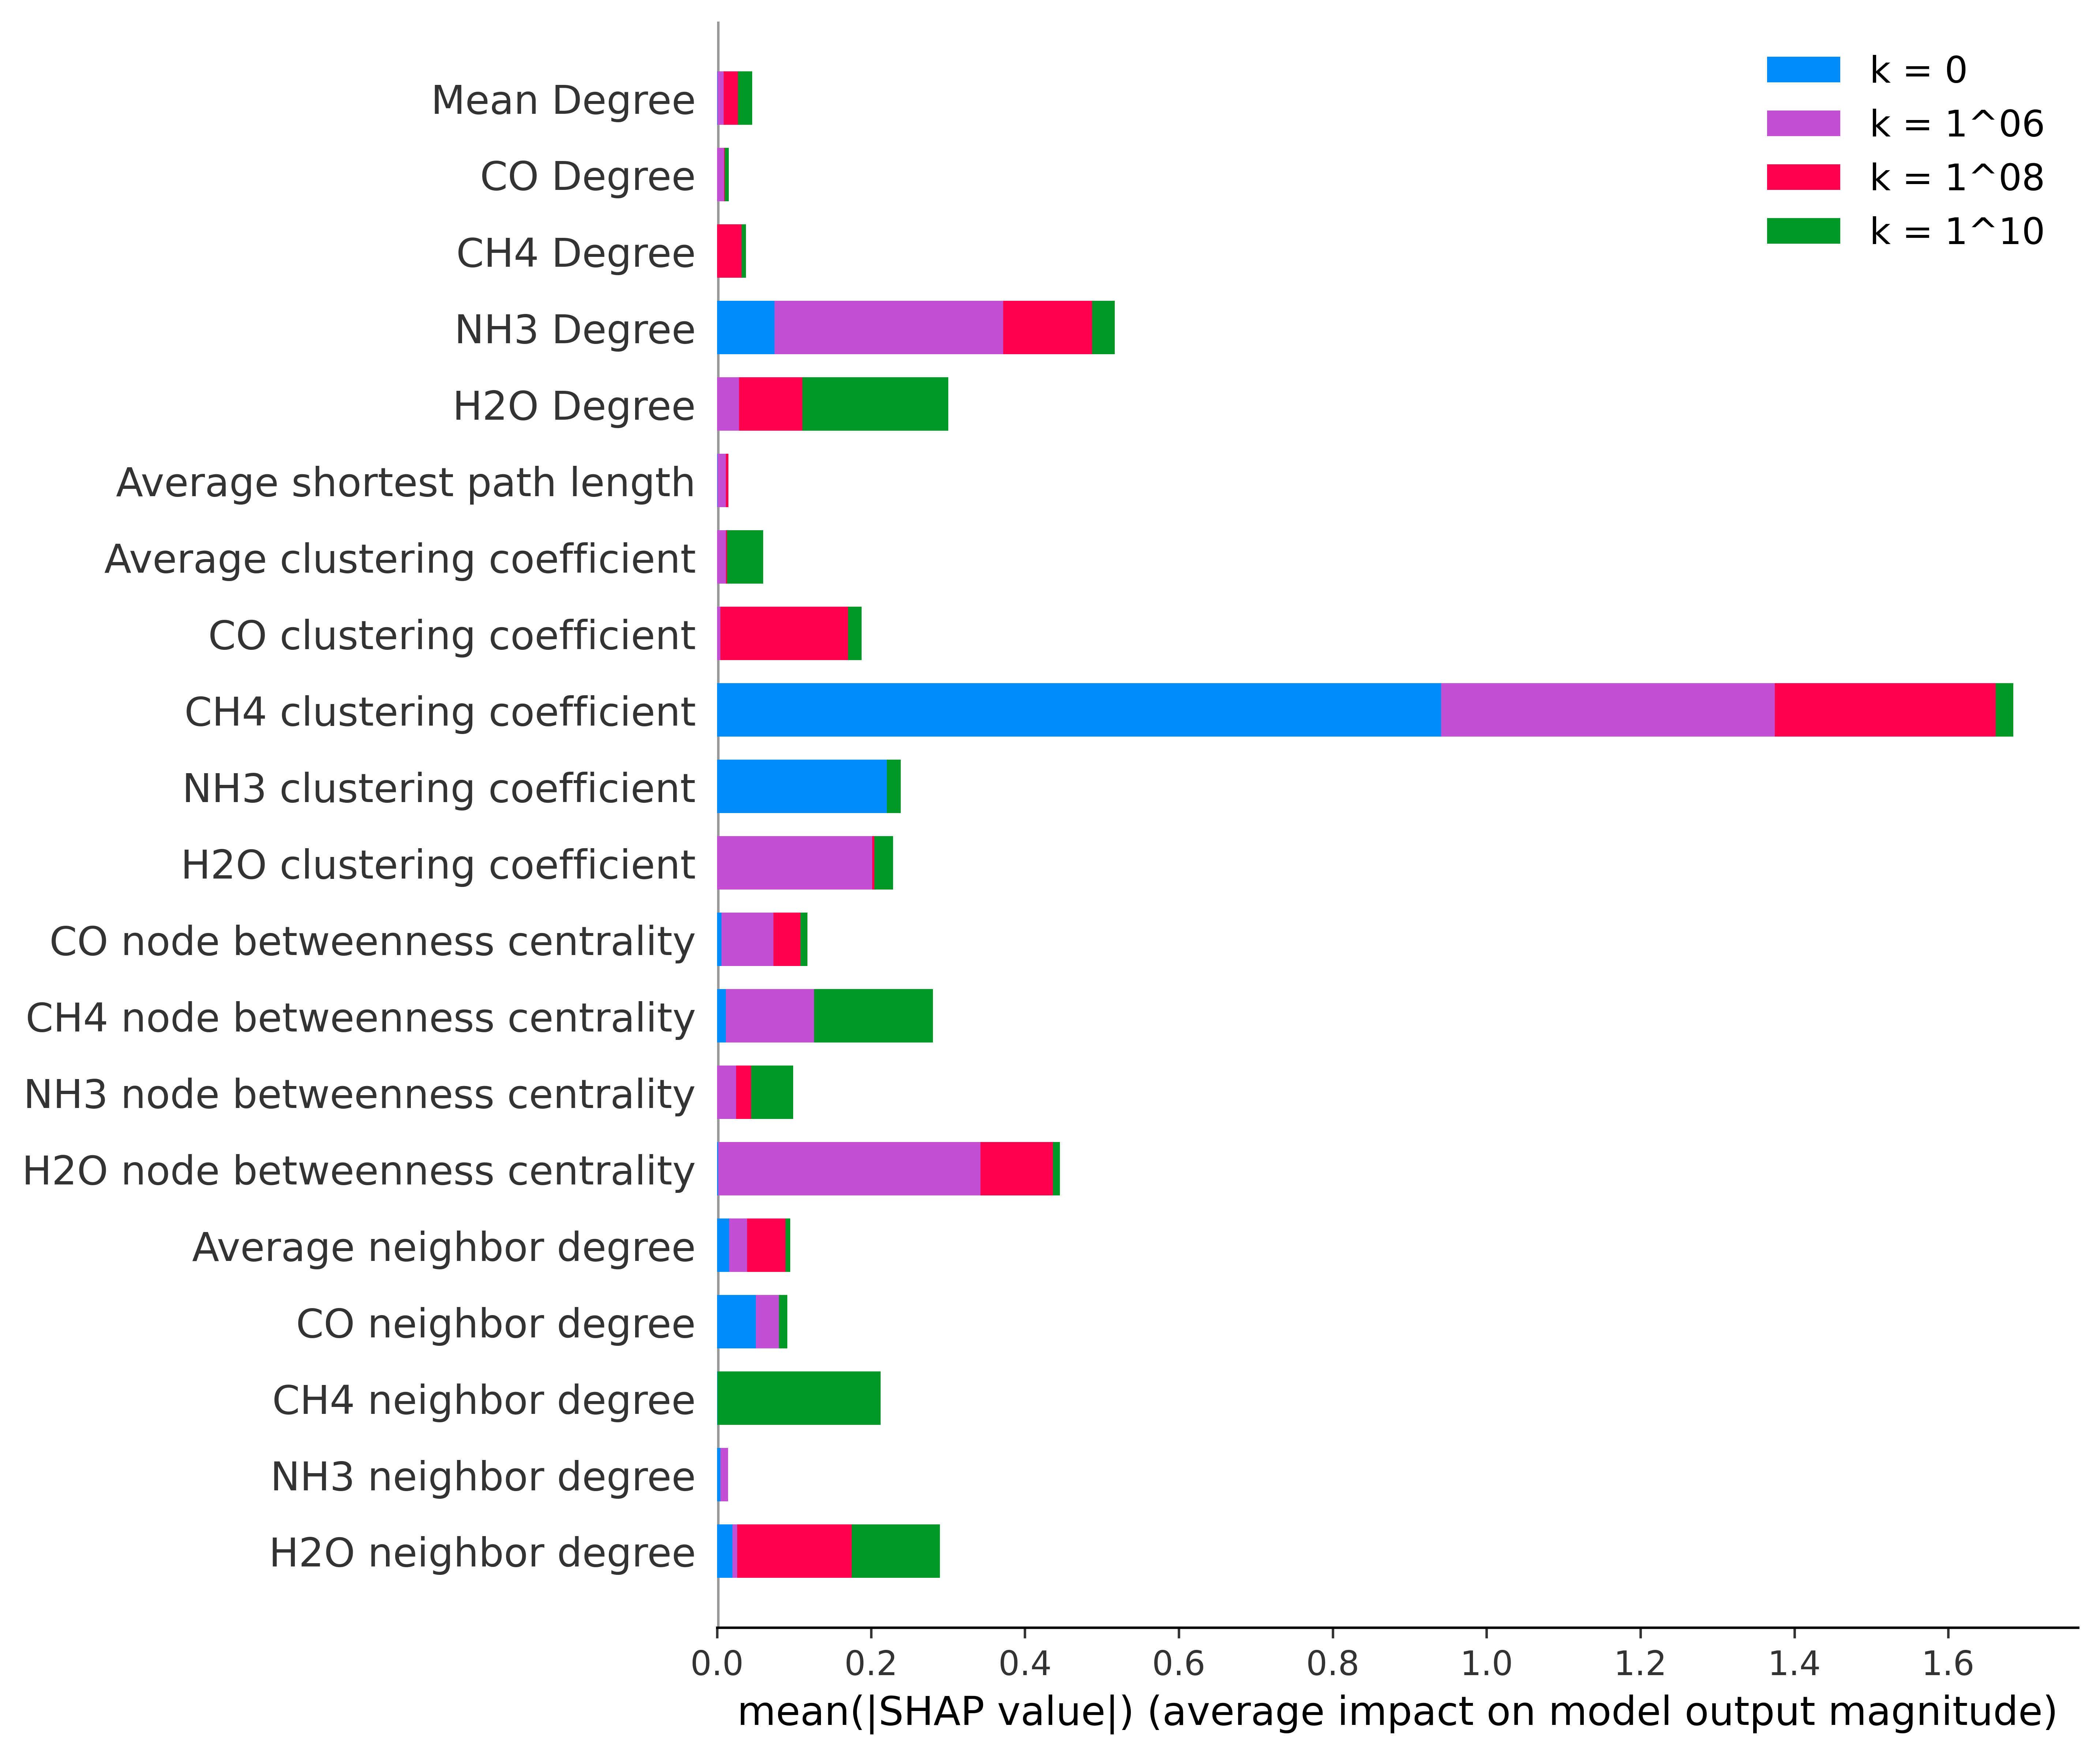 k = 0
k = 1^06
k = 1^08
k = 1^10
Mean Degree
CO Degree
CH4 Degree
NH3 Degree
H2O Degree
Average shortest path length
Average clustering coefficient
CO clustering coefficient
CH4 clustering coefficient
NH3 clustering coefficient
H2O clustering coefficient
CO node betweenness centrality
CH4 node betweenness centrality
NH3 node betweenness centrality
H2O node betweenness centrality
Average neighbor degree
CO neighbor degree
CH4 neighbor degree
NH3 neighbor degree
H2O neighbor degree
0.0 0.2 0.4 0.6 0.8 1.0 1.2 1.4 1.6
mean(|SHAP value|) (average impact on model output magnitude)